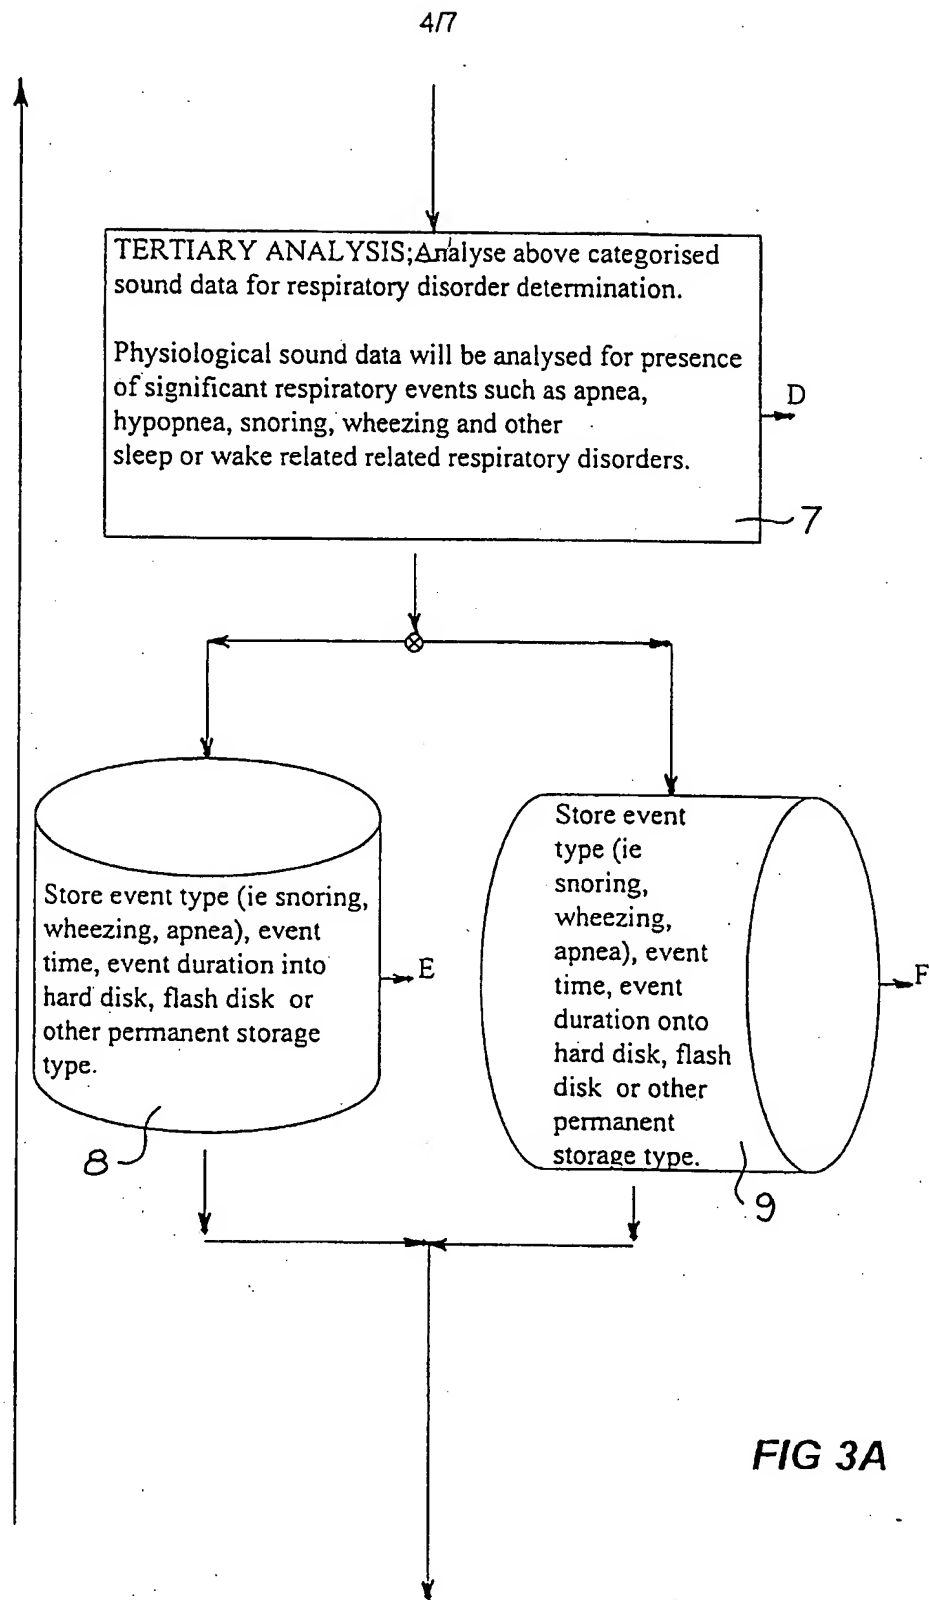 4/7
TERTIARY ANALYSIS;Analyse above categorised
sound data for respiratory disorder determination.
Physiological sound data will be analysed for presence
of significant respiratory events such as apnea,
hypopnea, snoring, wheezing and other
sleep or wake related related respiratory disorders.
D
7
Store event type (ie snoring,
wheezing, apnea), event
time, event duration into
hard disk, flash disk or
other permanent storage
type.
E
8
Store event
type (ie
snoring,
wheezing,
apnea), event
time, event
duration onto
hard disk, flash
disk or other
permanent
storage type.
F
9
FIG 3A